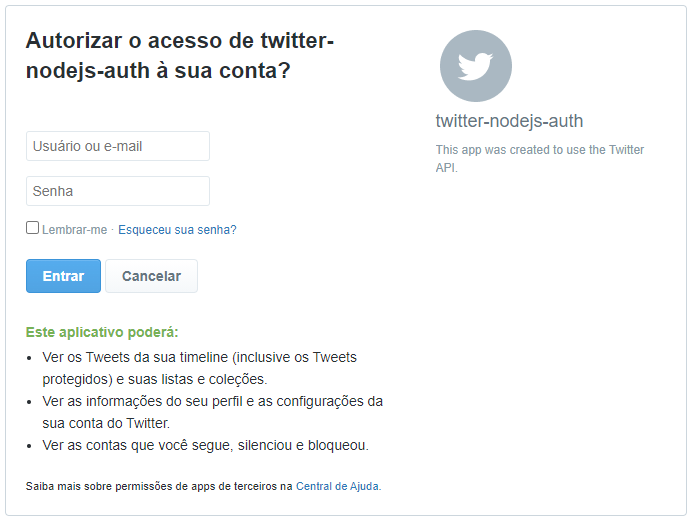 Autorizar o acesso de twitter-
nodejs-auth à sua conta?
Usuário ou e-mail
Senha
Lembrar-me · Esqueceu sua senha?
Entrar Cancelar
Este aplicativo poderá:
• Ver os Tweets da sua timeline (inclusive os Tweets
protegidos) e suas listas e coleções.
• Ver as informações do seu perfil e as configurações da
sua conta do Twitter.
• Ver as contas que você segue, silenciou e bloqueou.
Saiba mais sobre permissões de apps de terceiros na Central de Ajuda.
twitter-nodejs-auth
This app was created to use the Twitter
API.